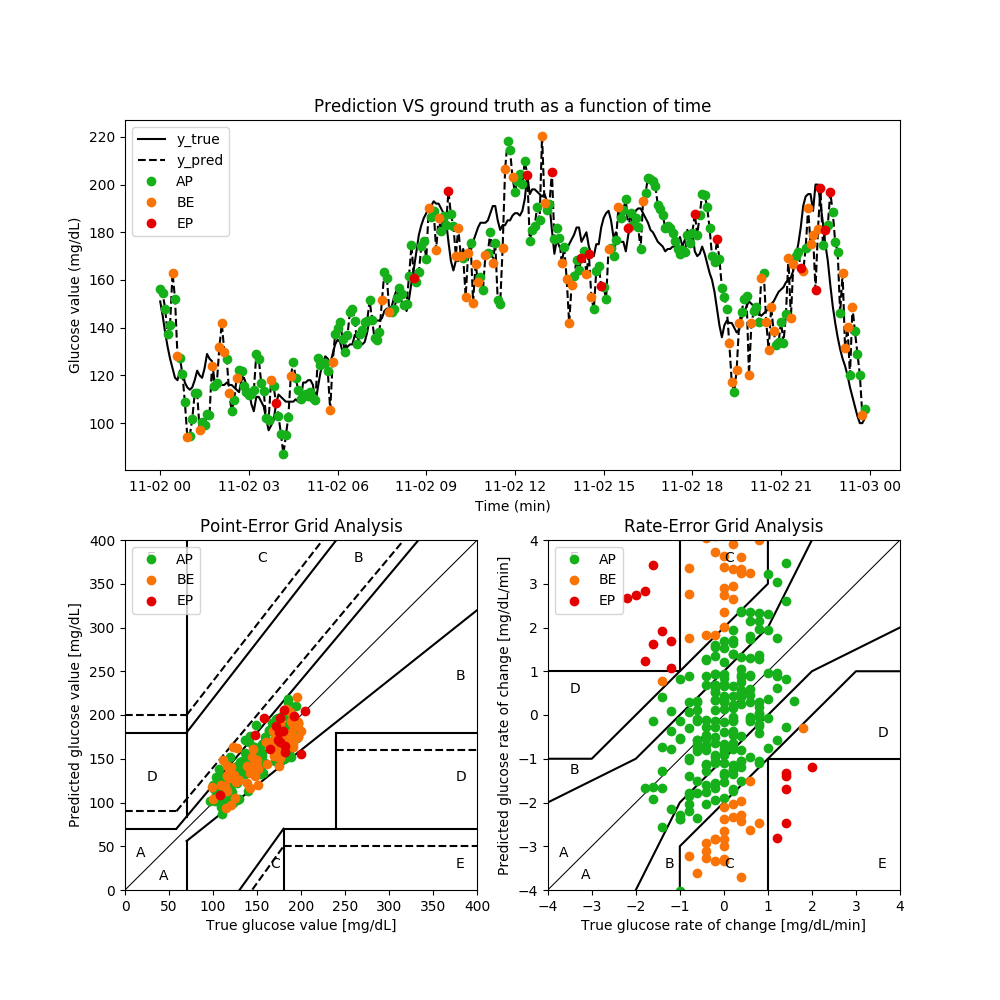 Prediction VS ground truth as a function of time
Glucose value (mg/dL)
220
200
180
160
140
120
100
y_true
y_pred
AP
BE
EP
11-02 00 11-02 03 11-02 06 11-02 09 11-02 12 11-02 15 11-02 18 11-02 21 11-03 00
Time (min)
Point-Error Grid Analysis
Predicted glucose value [mg/dL]
400
350
300
250
200
150
100
50
0
AP
BE
EP
C
B
B
D
D
A
A
C
E
0 50 100 150 200 250 300 350 400
True glucose value [mg/dL]
Rate-Error Grid Analysis
Predicted glucose rate of change [mg/dL/min]
4
3
2
1
0
−1
−2
−3
−4
AP
BE
EP
C
D
D
B
A
A
B
C
E
−4 −3 −2 −1 0 1 2 3 4
True glucose rate of change [mg/dL/min]